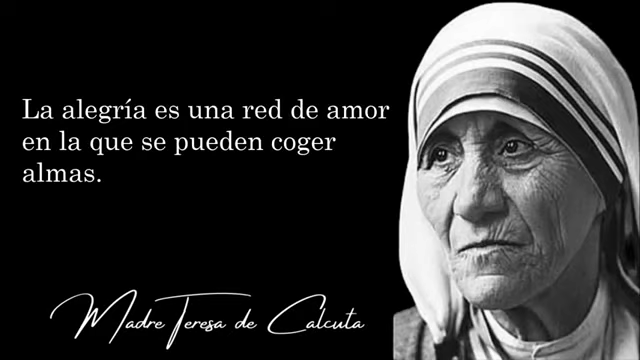 La alegría es una red de amor
en la que se pueden coger
almas.
Madre Teresa de Calcuta